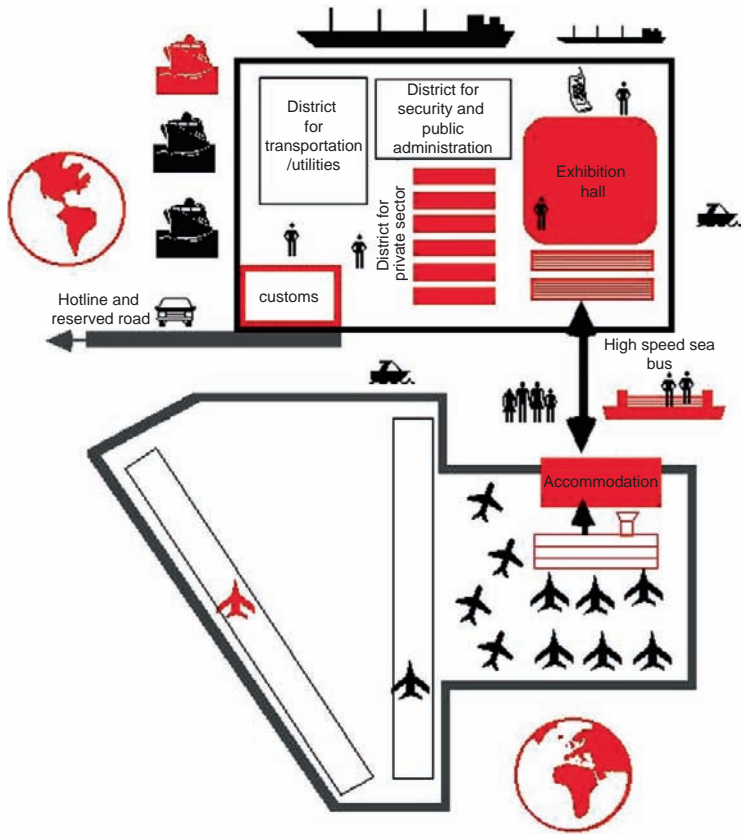 District
for
transportation
/utilities
District for
security and
public
administration
Exhibition
hall
District for
private sector
customs
Hotline and
reserved road
High speed sea
bus
Accommodation